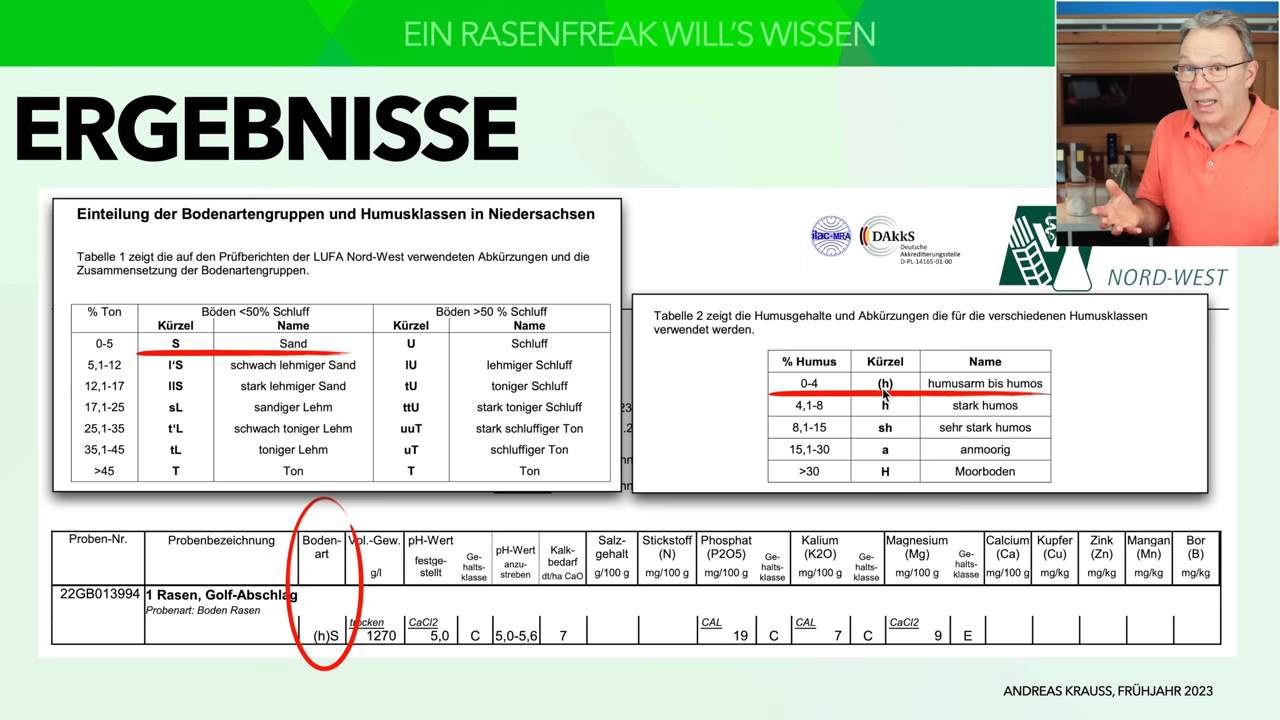 EIN RASENFREAK WILL'S WISSEN
ERGEBNISSE
Einteilung der Bodenartengruppen und Humusklassen in Niedersachsen
Tabelle 1 zeigt die auf den Prüfberichten der LUFA Nord-West verwendeten Abkürzungen und die
Zusammensetzung der Bodenartengruppen.
% Ton Böden <50% Schluff Böden >50 % Schluff
Kürzel Name Kürzel Name
0-5 S Sand U Schluff
5,1-12 l'S schwach lehmiger Sand lU lehmiger Schluff
12,1-17 llS stark lehmiger Sand tU toniger Schluff
17,1-25 sL sandiger Lehm ttU stark toniger Schluff
25,1-35 t'L schwach toniger Lehm uuT stark schluffiger Ton
35,1-45 tL toniger Lehm uT schluffiger Ton
>45 T Ton T Ton
ilac-MRA
DAkkS
Deutsche
Akkreditierungsstelle
D-PL-14165-01-00
NORD-WEST
Tabelle 2 zeigt die Humusgehalte und Abkürzungen die für die verschiedenen Humusklassen
verwendet werden.
% Humus Kürzel Name
0-4 (h) humusarm bis humos
4,1-8 h stark humos
8,1-15 sh sehr stark humos
15,1-30 a anmoorig
>30 H Moorboden
Proben-Nr. Probenbezeichnung Boden- Vol.-Gew. pH-Wert pH-Wert Kalk- Salz- Stickstoff Phosphat Kalium Magnesium Calcium Kupfer Zink Mangan Bor
art gehalt (N) (P2O5) (K2O) (Mg) (Ca) (Cu) (Zn) (Mn) (B)
festge- Ge- anzu- bedarf Ge- Ge- Ge-
g/l stellt halts- streben dt/ha CaO g/100 g mg/100 g mg/100 g halts- mg/100 g halts- mg/100 g halts- mg/100 g mg/kg mg/kg mg/kg mg/kg
klasse klasse klasse klasse
22GB013994 1 Rasen, Golf-Abschlag
Probenart: Boden Rasen
trocken CaCl2 CAL CAL CaCl2
(h)S 1270 5,0 C 5,0-5,6 7 19 C 7 C 9 E
ANDREAS KRAUSS, FRÜHJAHR 2023